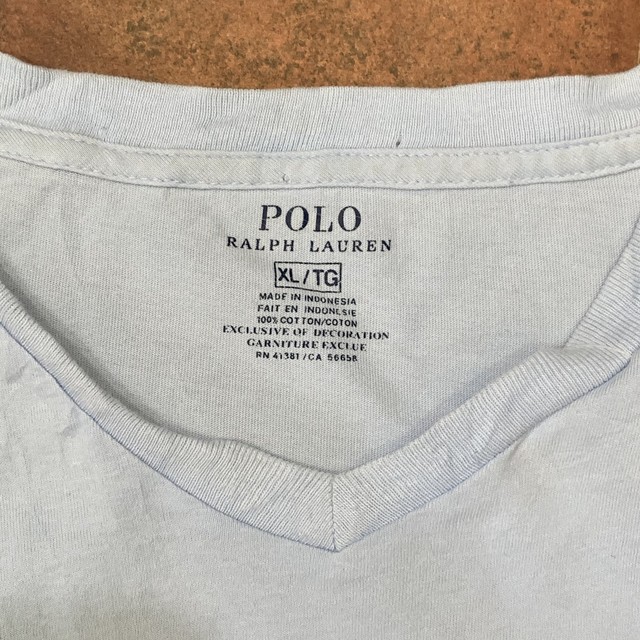 POLO
RALPH LAUREN
XL/TG
MADE IN INDONESIA
FAIT EN INDONESIE
100% COTTON/COTON
EXCLUSIVE OF DECORATION
GARNITURE EXCLUE
RN 41381/CA 56658